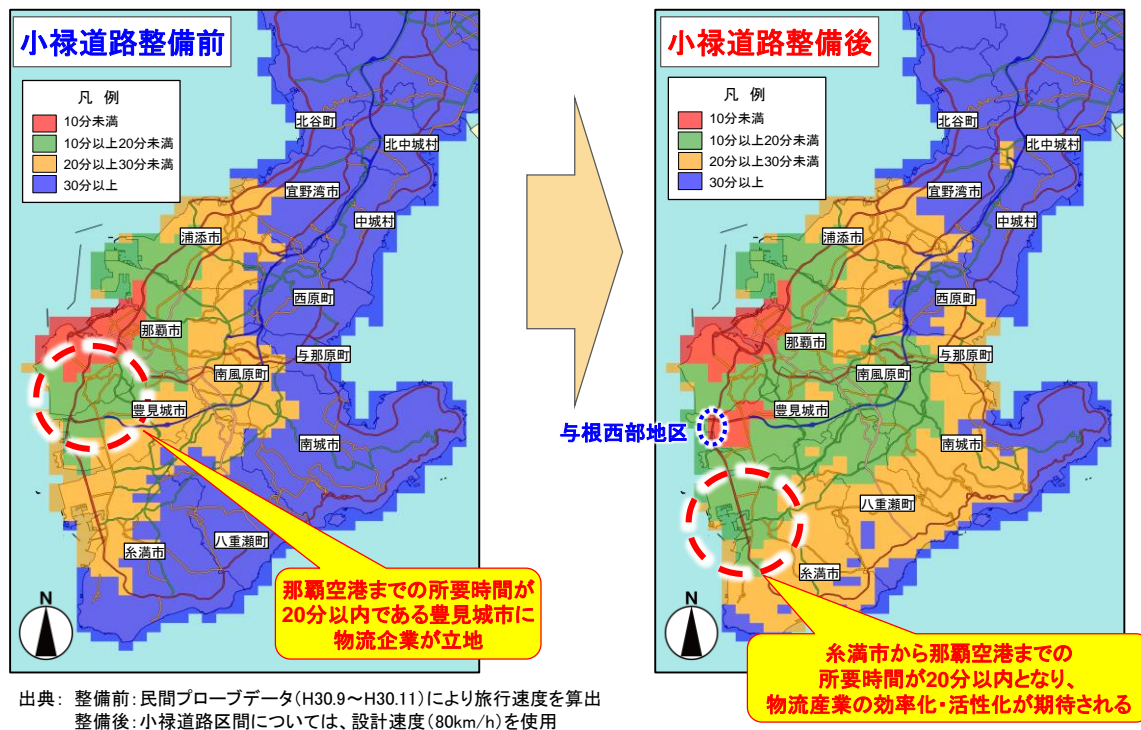 小禄道路整備前
凡 例
10分未満
10分以上20分未満
20分以上30分未満
30分以上
北谷町
北中城村
宜野湾市
中城村
浦添市
西原町
那覇市
与那原町
南風原町
豊見城市
南城市
八重瀬町
糸満市
N
那覇空港までの所要時間が
20分以内である豊見城市に
物流企業が立地
小禄道路整備後
凡 例
10分未満
10分以上20分未満
20分以上30分未満
30分以上
北谷町
北中城村
宜野湾市
中城村
浦添市
西原町
那覇市
与那原町
南風原町
豊見城市
与根西部地区
南城市
八重瀬町
糸満市
N
糸満市から那覇空港までの
所要時間が20分以内となり、
物流産業の効率化・活性化が期待される
出典： 整備前：民間プローブデータ(H30.9～H30.11)により旅行速度を算出
整備後：小禄道路区間については、設計速度(80km/h)を使用